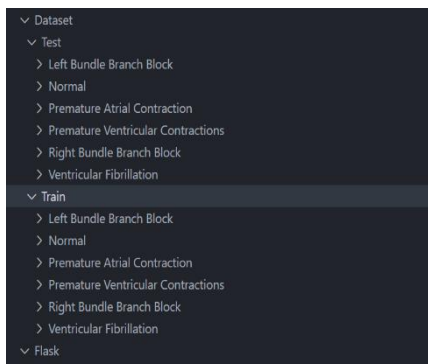 Dataset
Test
Left Bundle Branch Block
Normal
Premature Atrial Contraction
Premature Ventricular Contractions
Right Bundle Branch Block
Ventricular Fibrillation
Train
Left Bundle Branch Block
Normal
Premature Atrial Contraction
Premature Ventricular Contractions
Right Bundle Branch Block
Ventricular Fibrillation
Flask